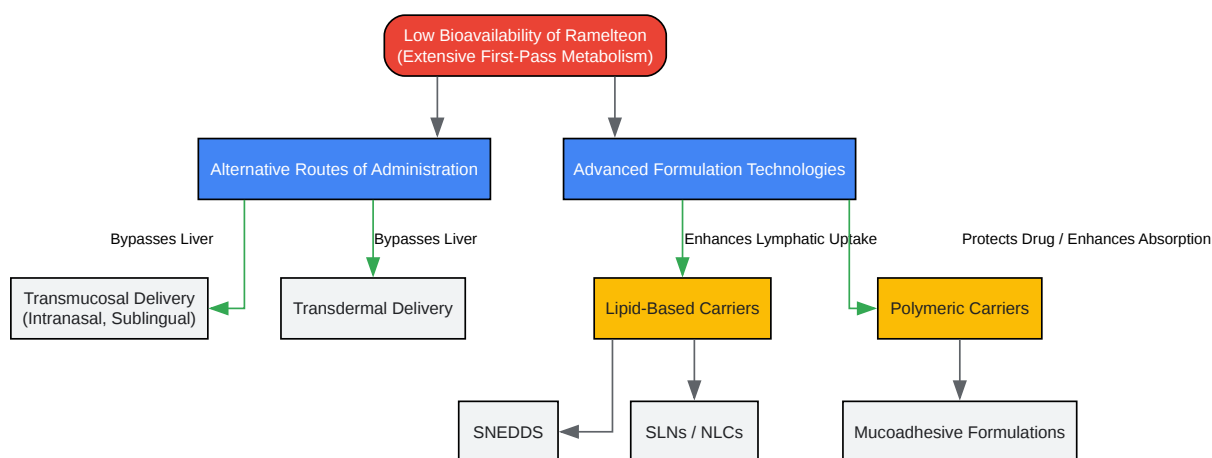 Low Bioavailability of Ramelteon
(Extensive First-Pass Metabolism)
Alternative Routes of Administration
Advanced Formulation Technologies
Bypasses Liver
Bypasses Liver
Enhances Lymphatic Uptake
Protects Drug / Enhances Absorption
Transmucosal Delivery
(Intranasal, Sublingual)
Transdermal Delivery
Lipid-Based Carriers
Polymeric Carriers
SNEDDS
SLNs / NLCs
Mucoadhesive Formulations